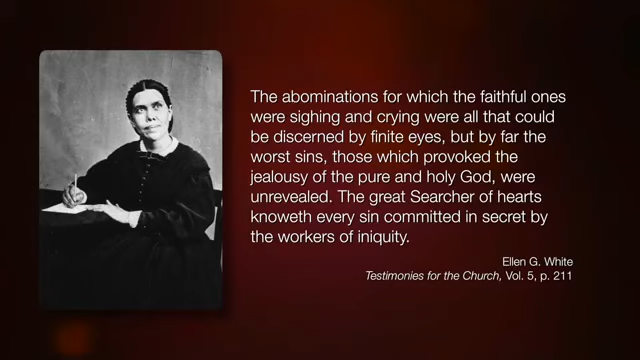 The abominations for which the faithful ones
were sighing and crying were all that could
be discerned by finite eyes, but by far the
worst sins, those which provoked the
jealousy of the pure and holy God, were
unrevealed. The great Searcher of hearts
knoweth every sin committed in secret by
the workers of iniquity.
Ellen G. White
Testimonies for the Church, Vol. 5, p. 211